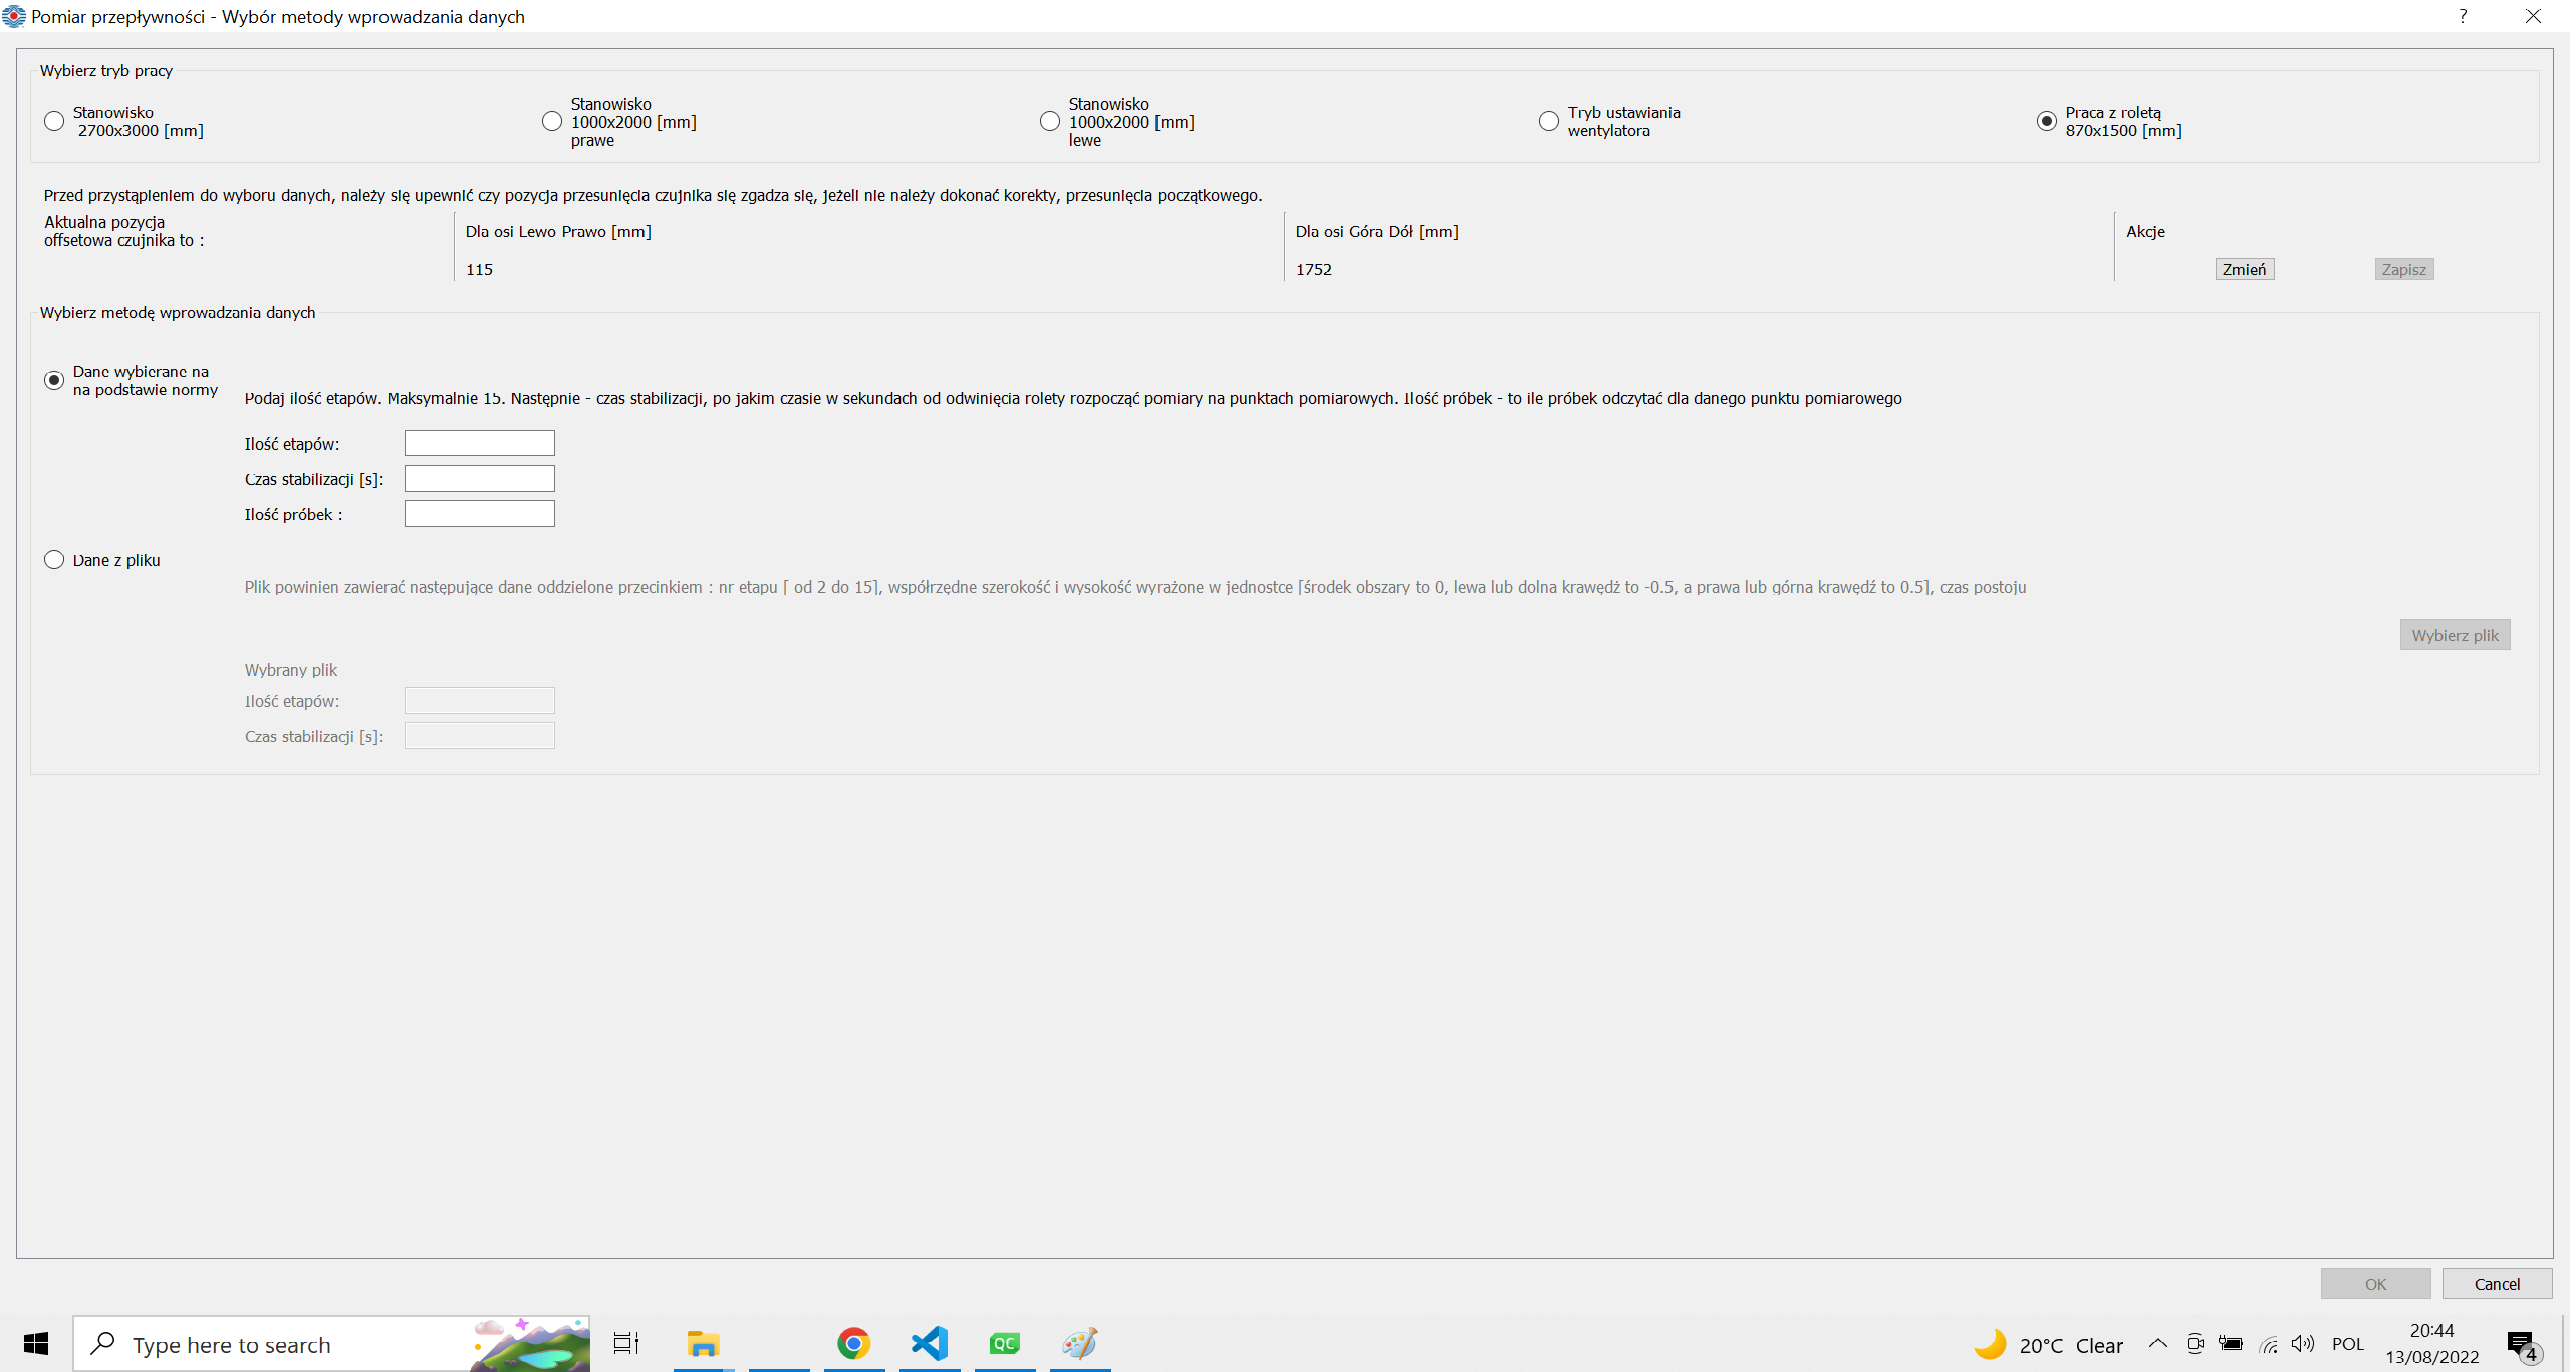 Pomiar przepływności - Wybór metody wprowadzania danych
?
Wybierz tryb pracy
Stanowisko
2700x3000 [mm]
Stanowisko
1000x2000 [mm]
prawe
Stanowisko
1000x2000 [mm]
lewe
Tryb ustawiania
wentylatora
Praca z roletą
870x1500 [mm]
Przed przystąpieniem do wyboru danych, należy się upewnić czy pozycja przesunięcia czujnika się zgadza się, jeżeli nie należy dokonać korekty, przesunięcia początkowego.
Aktualna pozycja
offsetowa czujnika to :
Dla osi Lewo Prawo [mm]
115
Dla osi Góra Dół [mm]
1752
Akcje
Zmień
Zapisz
Wybierz metodę wprowadzania danych
Dane wybierane na
na podstawie normy
Podaj ilość etapów. Maksymalnie 15. Następnie - czas stabilizacji, po jakim czasie w sekundach od odwinięcia rolety rozpocząć pomiary na punktach pomiarowych. Ilość próbek - to ile próbek odczytać dla danego punktu pomiarowego
Ilość etapów:
Czas stabilizacji [s]:
Ilość próbek :
Dane z pliku
Plik powinien zawierać następujące dane oddzielone przecinkiem : nr etapu [ od 2 do 15], współrzędne szerokość i wysokość wyrażone w jednostce [środek obszary to 0, lewa lub dolna krawędż to -0.5, a prawa lub górna krawędź to 0.5], czas postoju
Wybierz plik
Wybrany plik
Ilość etapów:
Czas stabilizacji [s]:
OK
Cancel
Type here to search
QC
20°C Clear
POL
20:44
13/08/2022
4